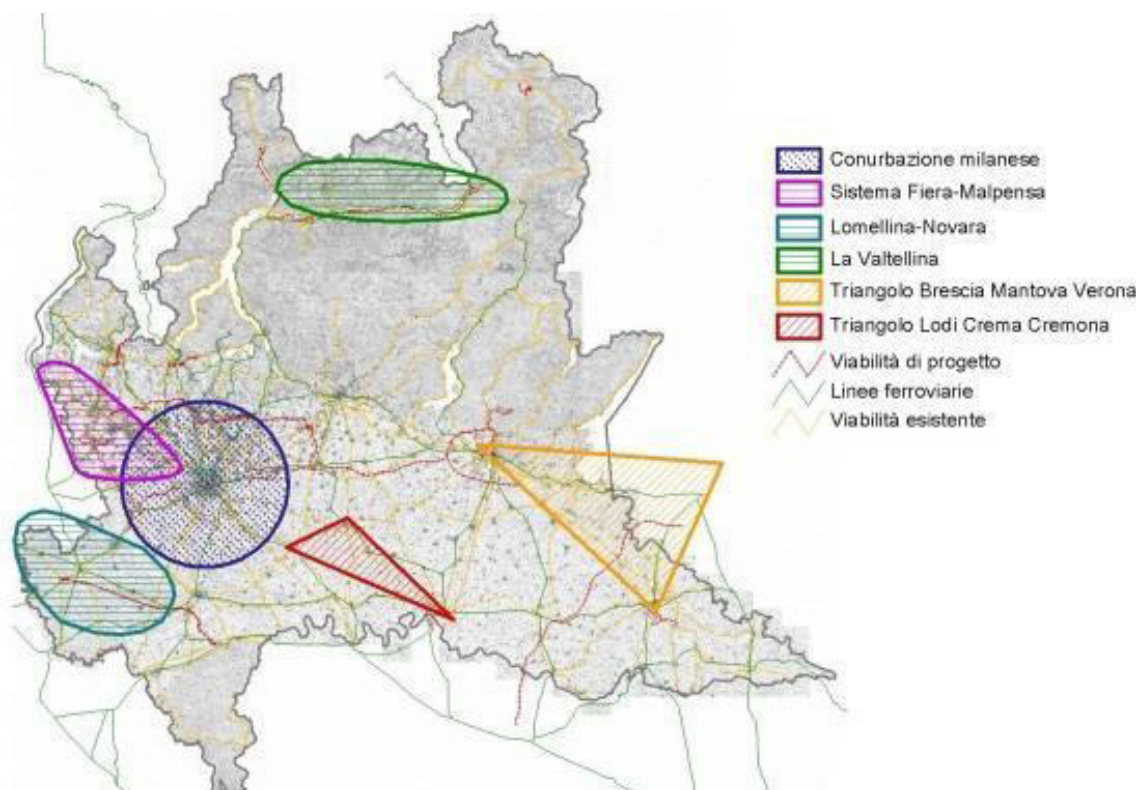 Conurbazione milanese
Sistema Fiera-Malpensa
Lomellina-Novara
La Valtellina
Triangolo Brescia Mantova Verona
Triangolo Lodi Crema Cremona
Viabilità di progetto
Linee ferroviarie
Viabilità esistente